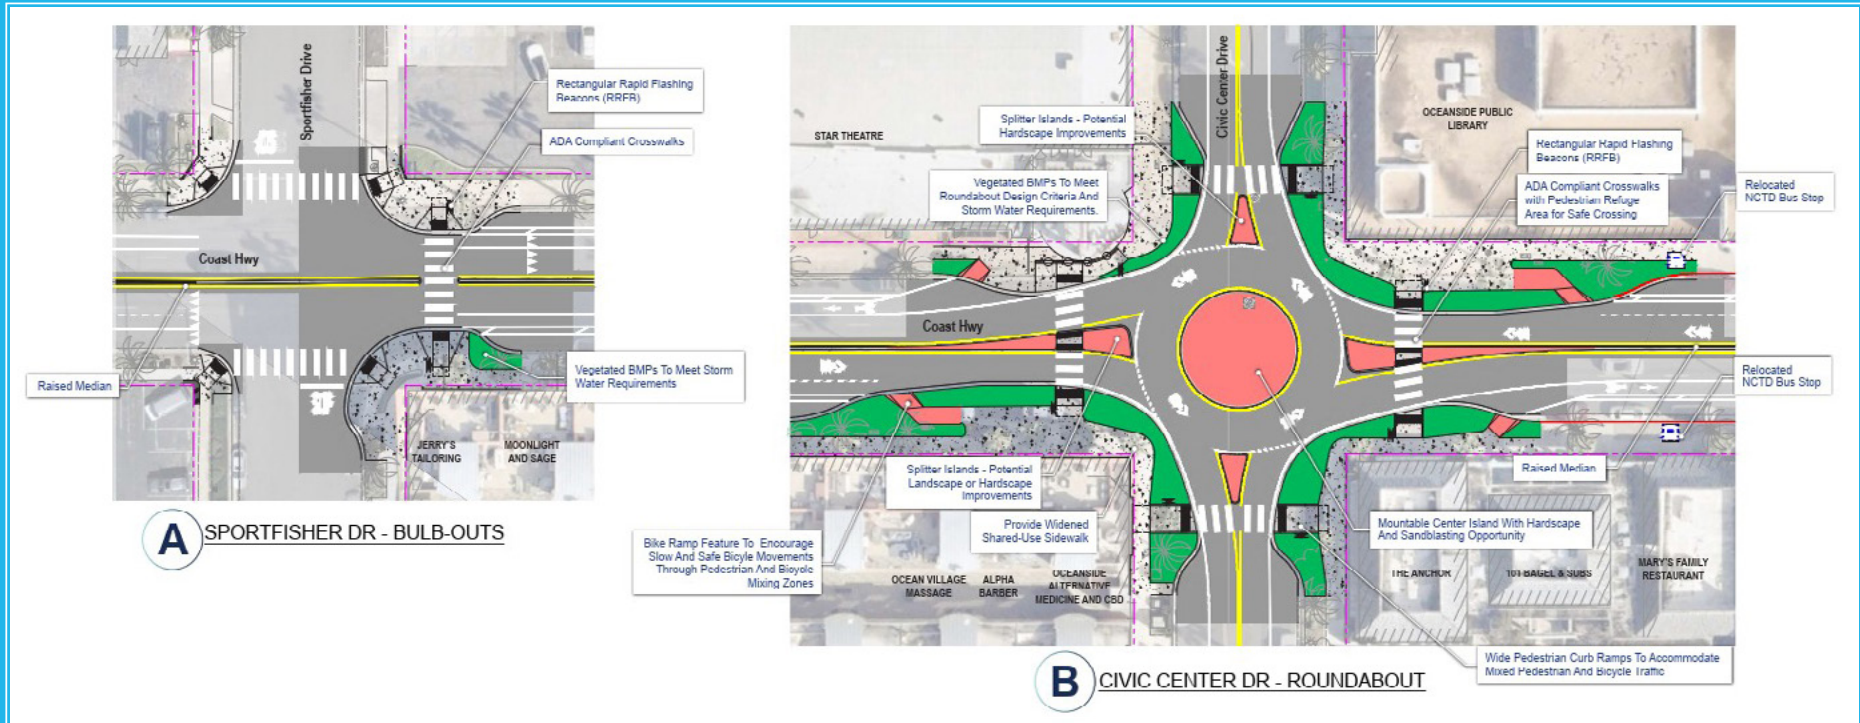 Sportfisher Drive
Rectangular Rapid Flashing
Beacons (RRFB)
ADA Compliant Crosswalks
Coast Hwy
Raised Median
Vegetated BMPs To Meet Storm
Water Requirements
JERRY'S
TAILORING
MOONLIGHT
AND SAGE
A
SPORTFISHER DR - BULB-OUTS
Civic Center Drive
STAR THEATRE
Splitter Islands - Potential
Hardscape Improvements
OCEANSIDE PUBLIC
LIBRARY
Rectangular Rapid Flashing
Beacons (RRFB)
Vegetated BMPs To Meet
Roundabout Design Criteria And
Storm Water Requirements.
ADA Compliant Crosswalks
with Pedestrian Refuge
Area for Safe Crossing
Relocated
NCTD Bus Stop
Coast Hwy
Relocated
NCTD Bus Stop
Splitter Islands - Potential
Landscape or Hardscape
Improvements
Raised Median
Provide Widened
Shared-Use Sidewalk
Mountable Center Island With Hardscape
And Sandblasting Opportunity
Bike Ramp Feature To Encourage
Slow And Safe Bicyle Movements
Through Pedestrian And Bicycle
Mixing Zones
OCEAN VILLAGE
MASSAGE
ALPHA
BARBER
OCEANSIDE
ALTERNATIVE
MEDICINE AND CBD
THE ANCHOR
101 BAGEL & SUBS
MARY'S FAMILY
RESTAURANT
Wide Pedestrian Curb Ramps To Accommodate
Mixed Pedestrian And Bicycle Traffic
B
CIVIC CENTER DR - ROUNDABOUT